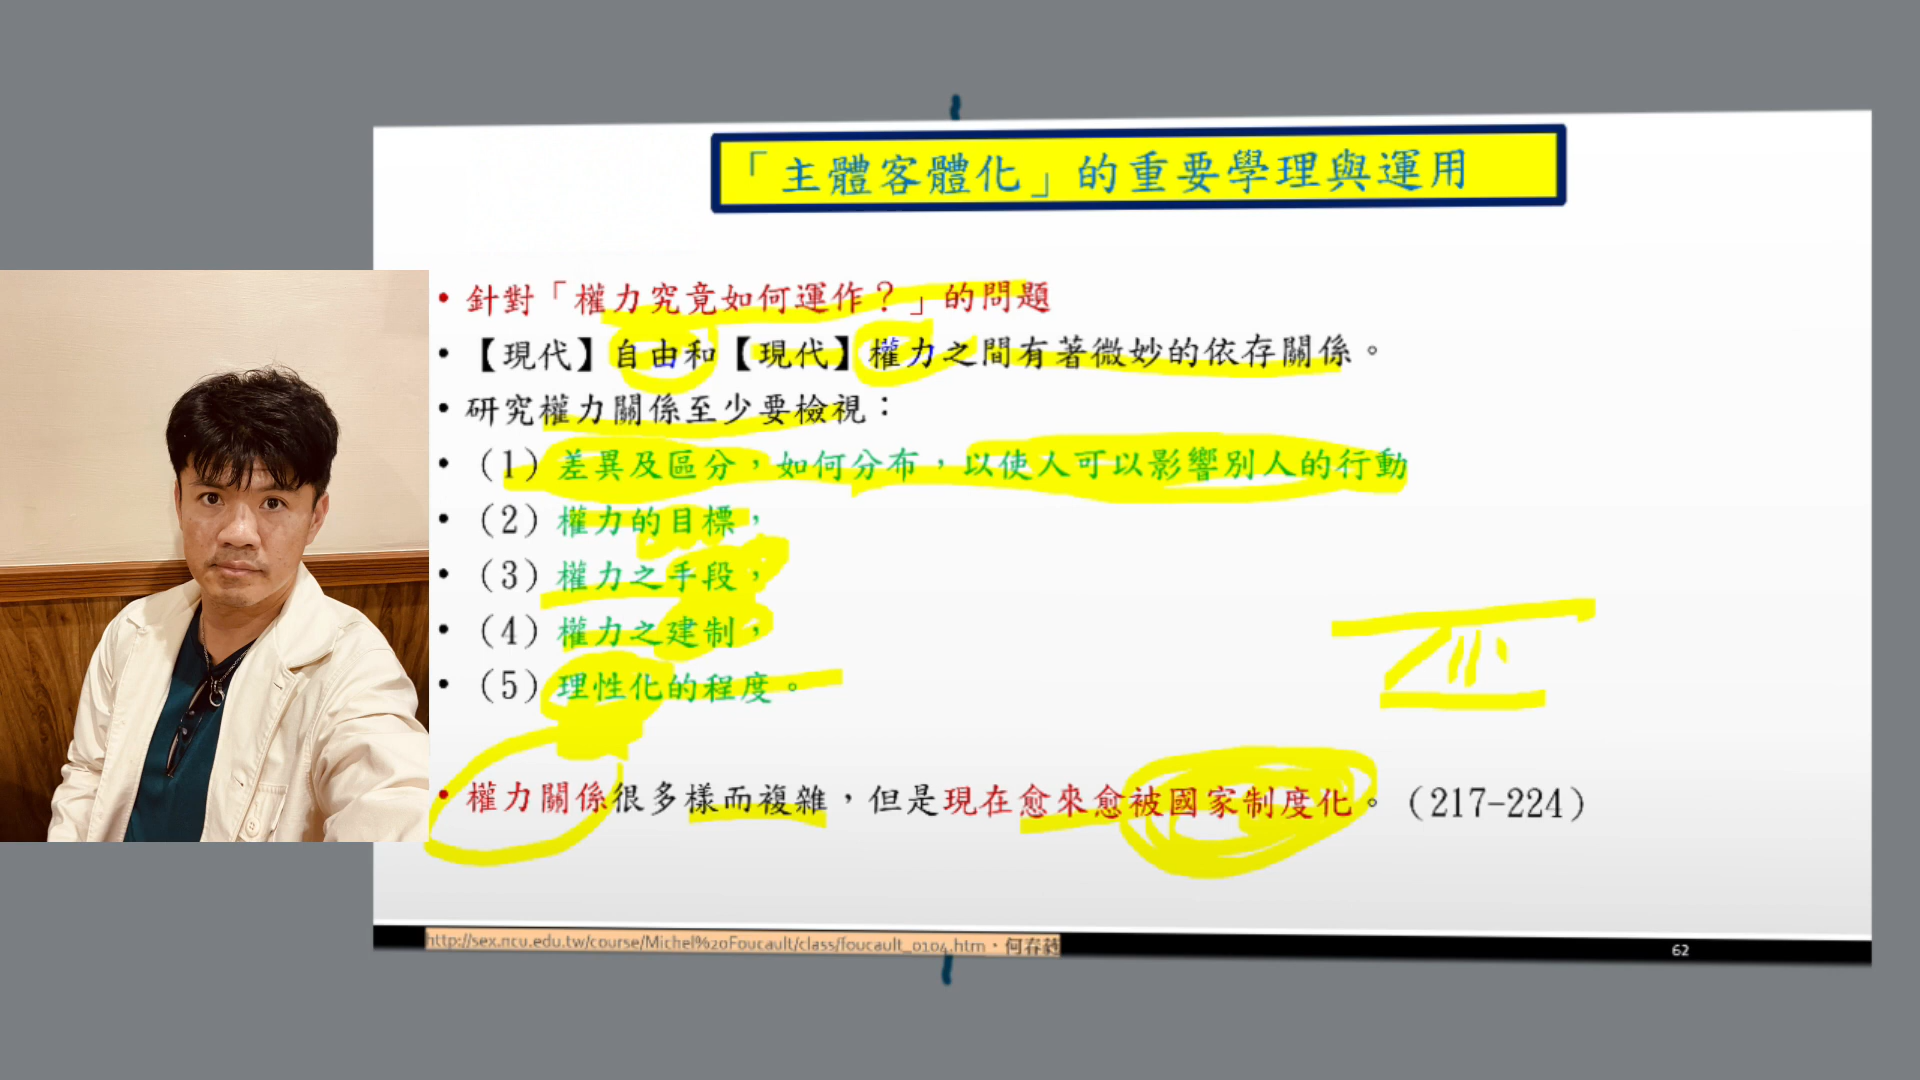 「主體客體化」的重要學理與運用
• 針對「權力究竟如何運作？」的問題
• 【現代】自由和【現代】權力之間有著微妙的依存關係。
• 研究權力關係至少要檢視：
• （1）差異及區分，如何分布，以使人可以影響別人的行動
• （2）權力的目標，
• （3）權力之手段，
• （4）權力之建制，
• （5）理性化的程度。
• 權力關係很多樣而複雜，但是現在愈來愈被國家制度化。（217-224）
http://sex.ncu.edu.tw/course/Michel%20Foucault/class/foucault_0104.htm，何春蕤
62